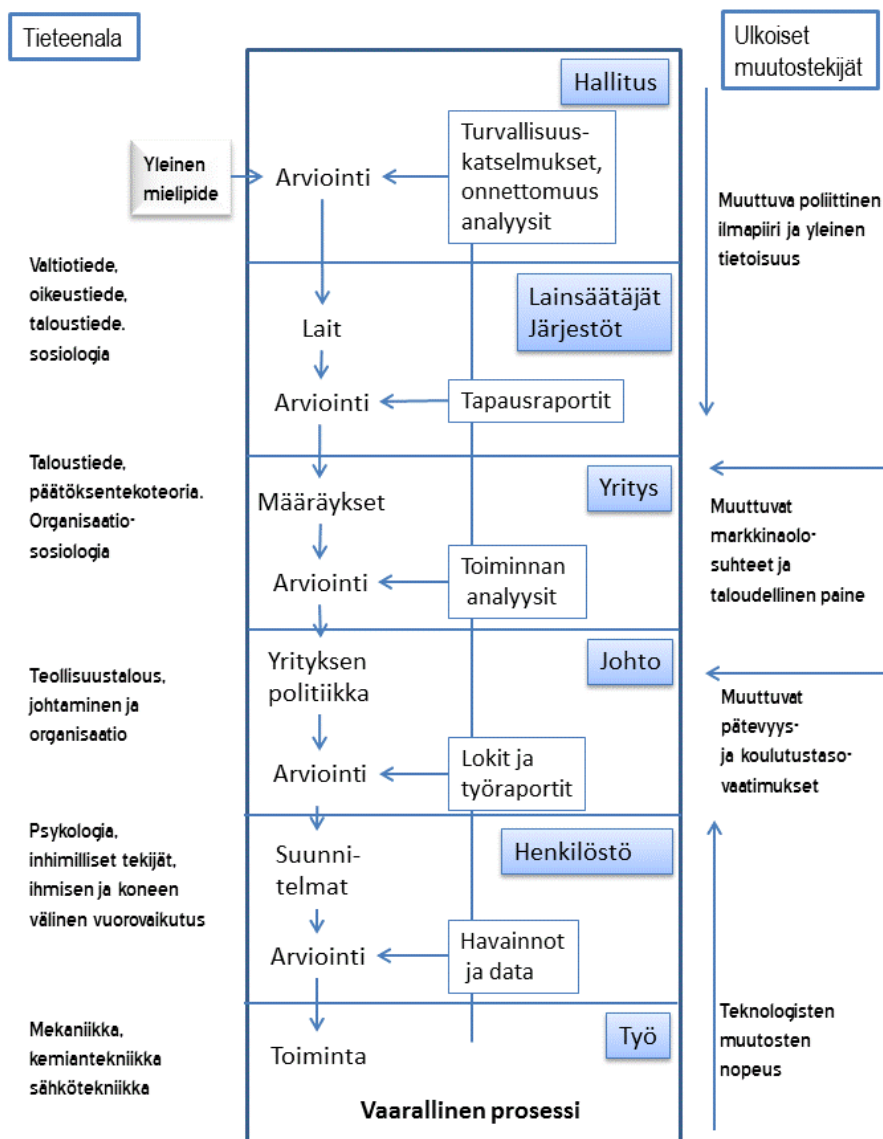 Tieteenala
Ulkoiset
muutostekijät
Hallitus
Turvallisuus-
katselmukset,
onnettomuus
analyysit
Yleinen
mielipide
Arviointi
Muuttuva poliittinen
ilmapiiri ja yleinen
tietoisuus
Valtiotiede,
oikeustiede,
taloustiede.
sosiologia
Lainsäätäjät
Järjestöt
Lait
Arviointi
Tapausraportit
Taloustiede,
päätöksentekoteoria.
Organisaatio-
sosiologia
Yritys
Määräykset
Muuttuvat
markkinaolo-
suhteet ja
taloudellinen paine
Arviointi
Toiminnan
analyysit
Teollisuustalous,
johtaminen ja
organisaatio
Yrityksen
politiikka
Johto
Muuttuvat
pätevyys-
ja koulutustaso-
vaatimukset
Arviointi
Lokit ja
työraportit
Psykologia,
inhimilliset tekijät,
ihmisen ja koneen
välinen vuorovaikutus
Suunni-
telmat
Henkilöstö
Arviointi
Havainnot
ja data
Mekaniikka,
kemiantekniikka
sähkötekniikka
Toiminta
Työ
Teknologisten
muutosten
nopeus
Vaarallinen prosessi